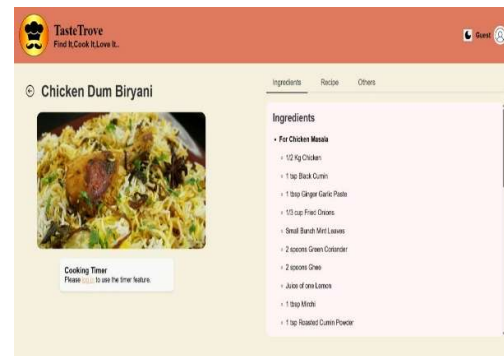 TasteTrove
Find It,Cook It,Love It..
Guest
Chicken Dum Biryani
Cooking Timer
Please log in to use the timer feature.
Ingredients Recipe Others
Ingredients
For Chicken Masala
1/2 Kg Chicken
1 tsp Black Cumin
1 tbsp Ginger Garlic Paste
1/3 cup Fried Onions
Small Bunch Mint Leaves
2 spoons Green Coriander
2 spoons Ghee
Juice of one Lemon
1 tbsp Mirchi
1 tsp Roasted Cumin Powder